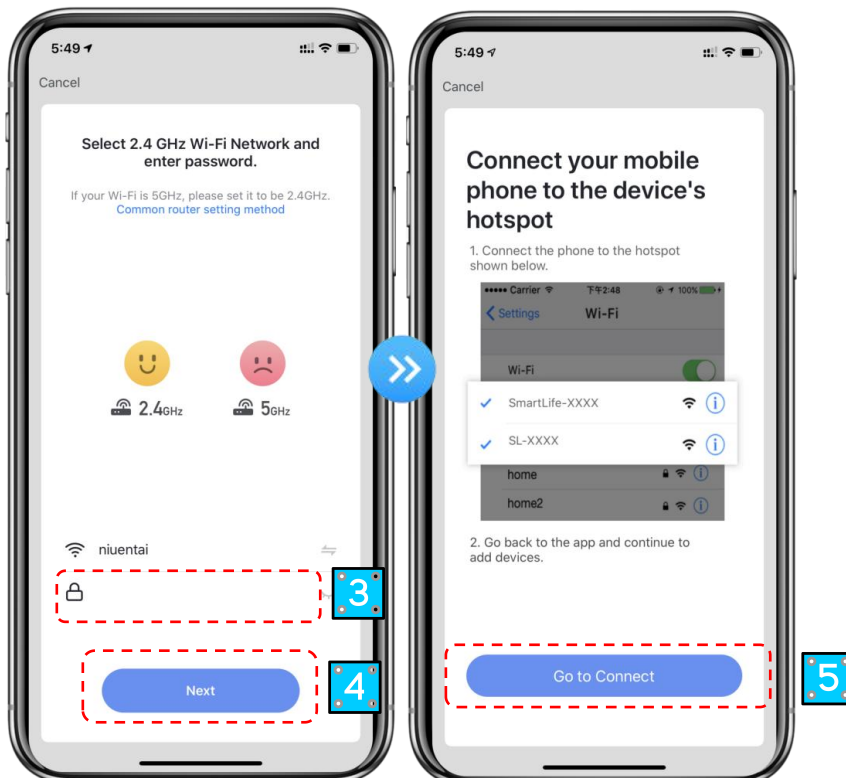 5:49
Cancel
Select 2.4 GHz Wi-Fi Network and
enter password.
If your Wi-Fi is 5GHz, please set it to be 2.4GHz.
Common router setting method
2.4GHz
5GHz
niuentai
3
Next
4
5:49
Cancel
Connect your mobile
phone to the device's
hotspot
1. Connect the phone to the hotspot
shown below.
Carrier
下午2:48
100%
Settings
Wi-Fi
Wi-Fi
SmartLife-XXXX
SL-XXXX
home
home2
2. Go back to the app and continue to
add devices.
Go to Connect
5